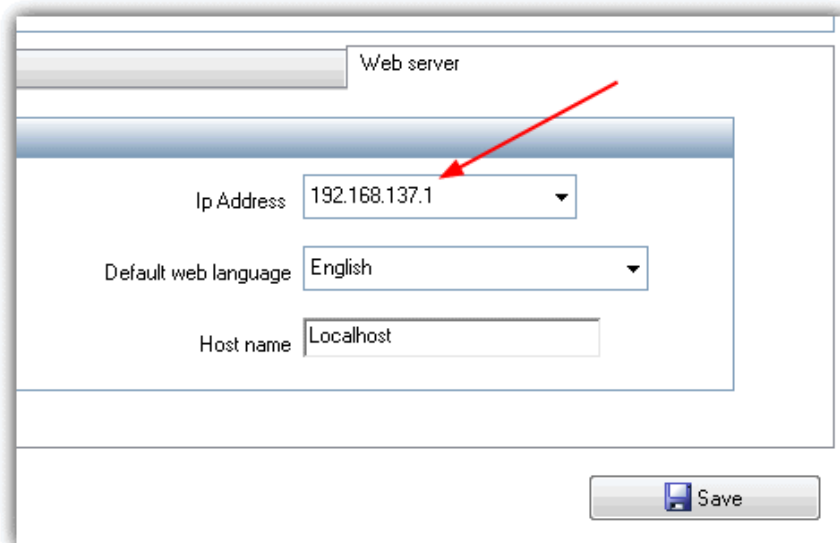 Web server
Ip Address 192.168.137.1
Default web language English
Host name Localhost
Save